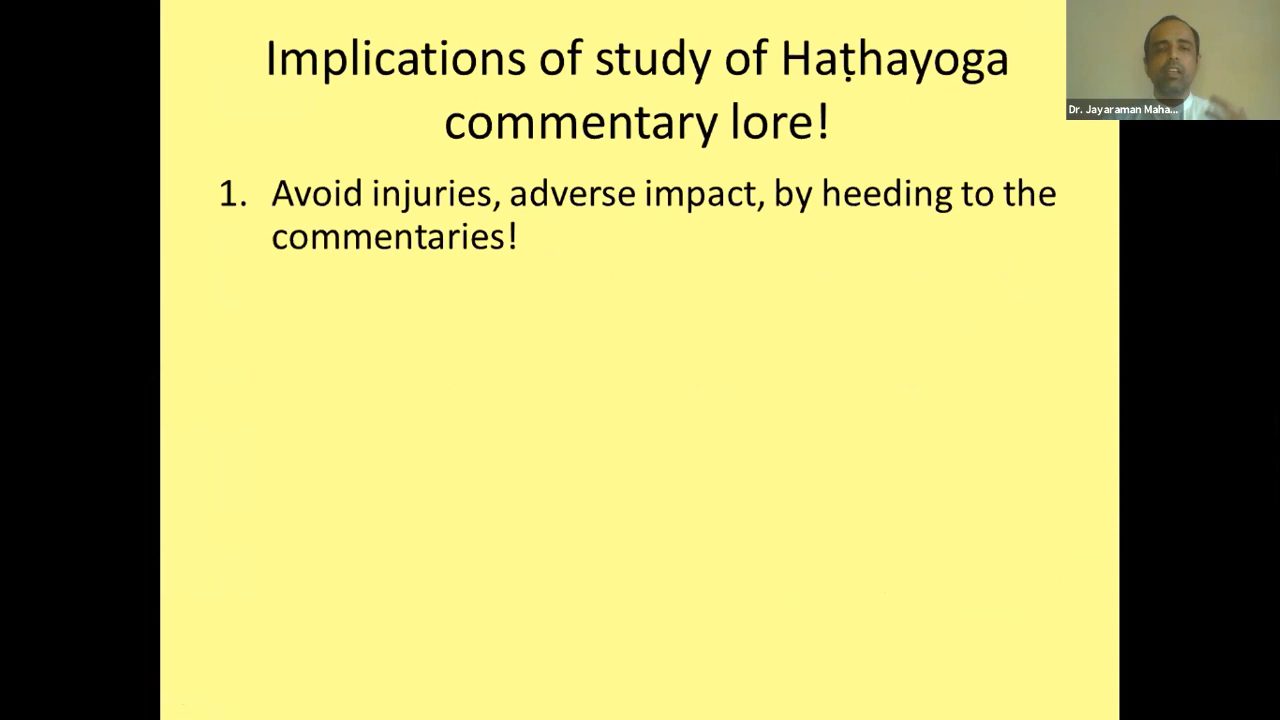 Implications of study of Haṭhayoga
commentary lore!
Dr. Jayaraman Maha...
1. Avoid injuries, adverse impact, by heeding to the
commentaries!